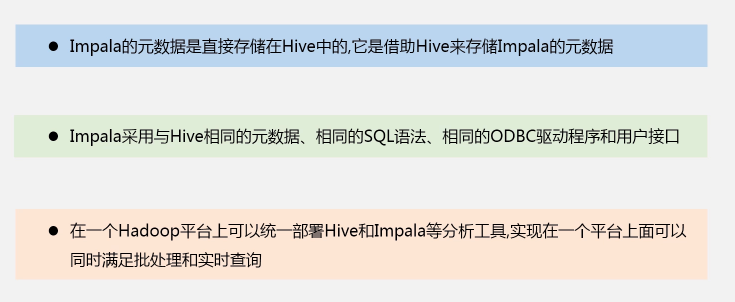 ● Impala的元数据是直接存储在Hive中的,它是借助Hive来存储Impala的元数据
● Impala采用与Hive相同的元数据、相同的SQL语法、相同的ODBC驱动程序和用户接口
● 在一个Hadoop平台上可以统一部署Hive和Impala等分析工具,实现在一个平台上面可以
同时满足批处理和实时查询